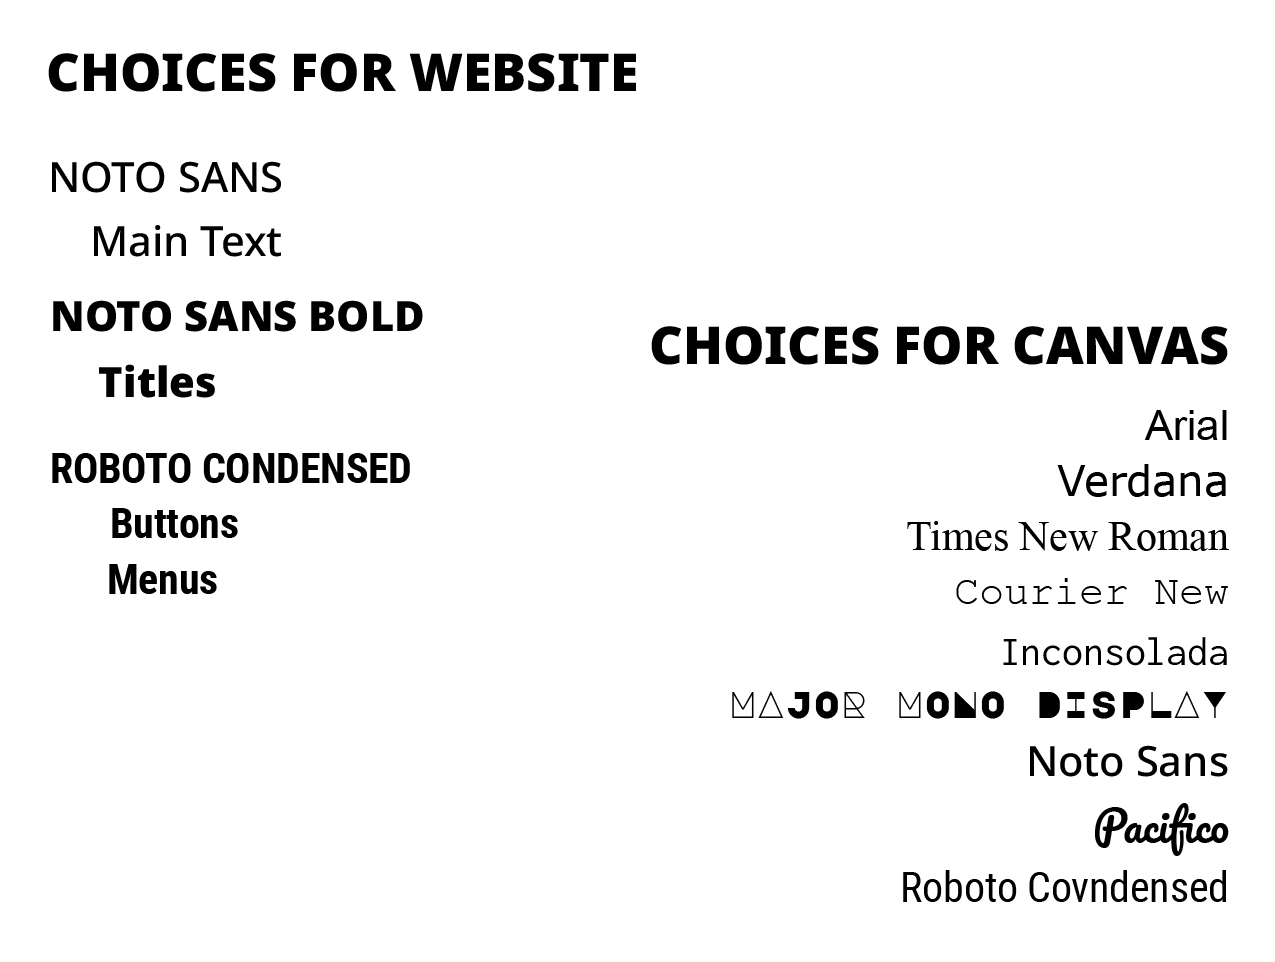 CHOICES FOR WEBSITE
NOTO SANS
Main Text
NOTO SANS BOLD
Titles
ROBOTO CONDENSED
Buttons
Menus
CHOICES FOR CANVAS
Arial
Verdana
Times New Roman
Courier New
Inconsolada
MAJOR MONO DISPLAY
Noto Sans
Pacifico
Roboto Covndensed